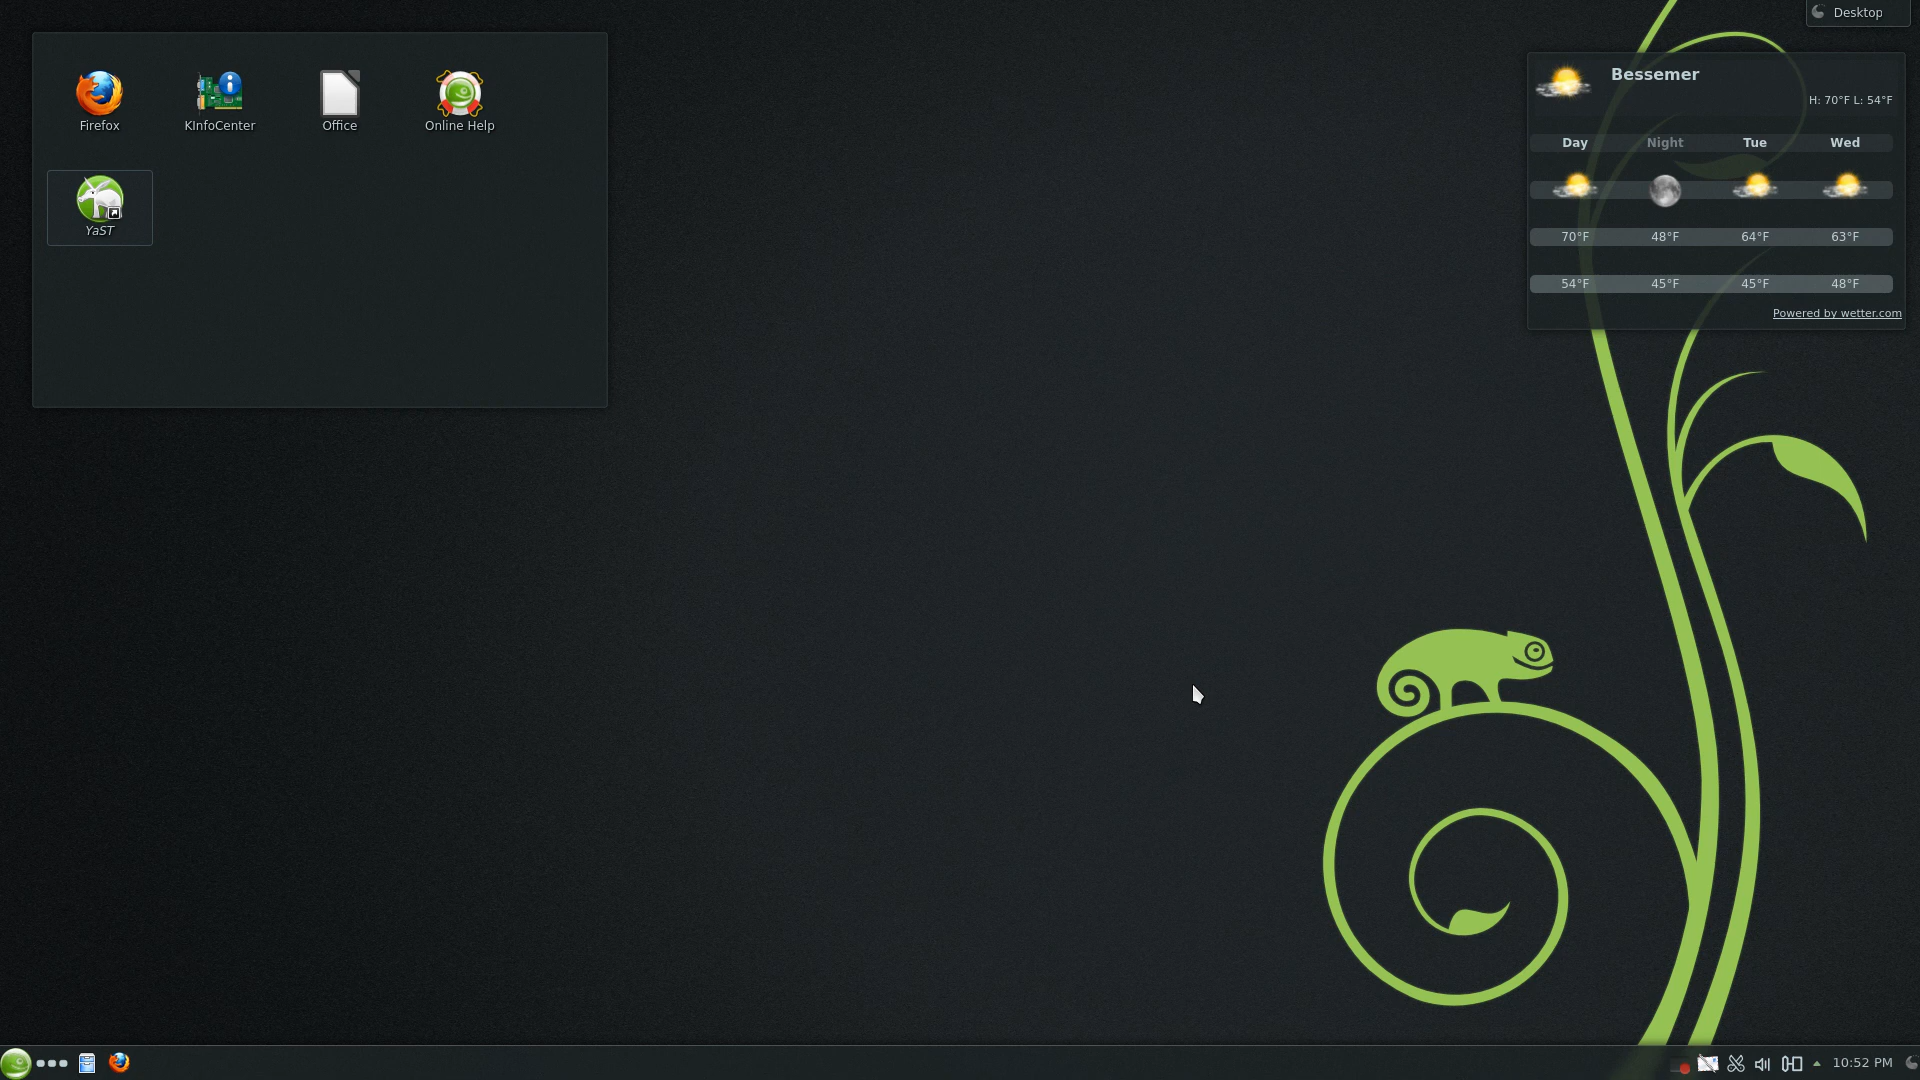 Desktop
Firefox
KInfoCenter
Office
Online Help
YaST
Bessemer
H: 70°F L: 54°F
Day Night Tue Wed
70°F 48°F 64°F 63°F
54°F 45°F 45°F 48°F
Powered by wetter.com
10:52 PM